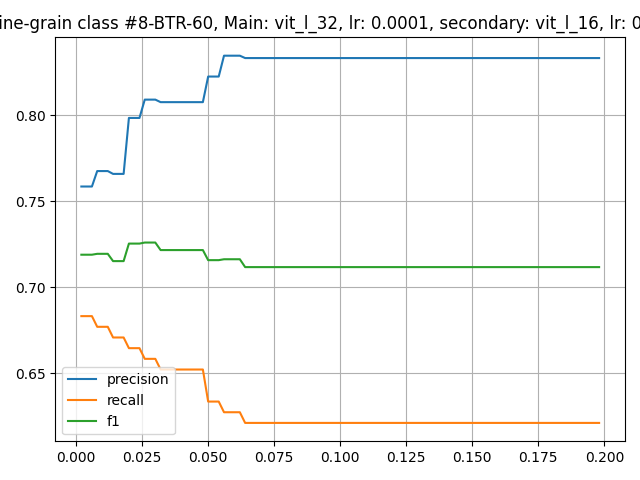 ine-grain class #8-BTR-60, Main: vit_l_32, lr: 0.0001, secondary: vit_l_16, lr: 0
0.80
0.75
0.70
0.65
precision
recall
f1
0.000 0.025 0.050 0.075 0.100 0.125 0.150 0.175 0.200